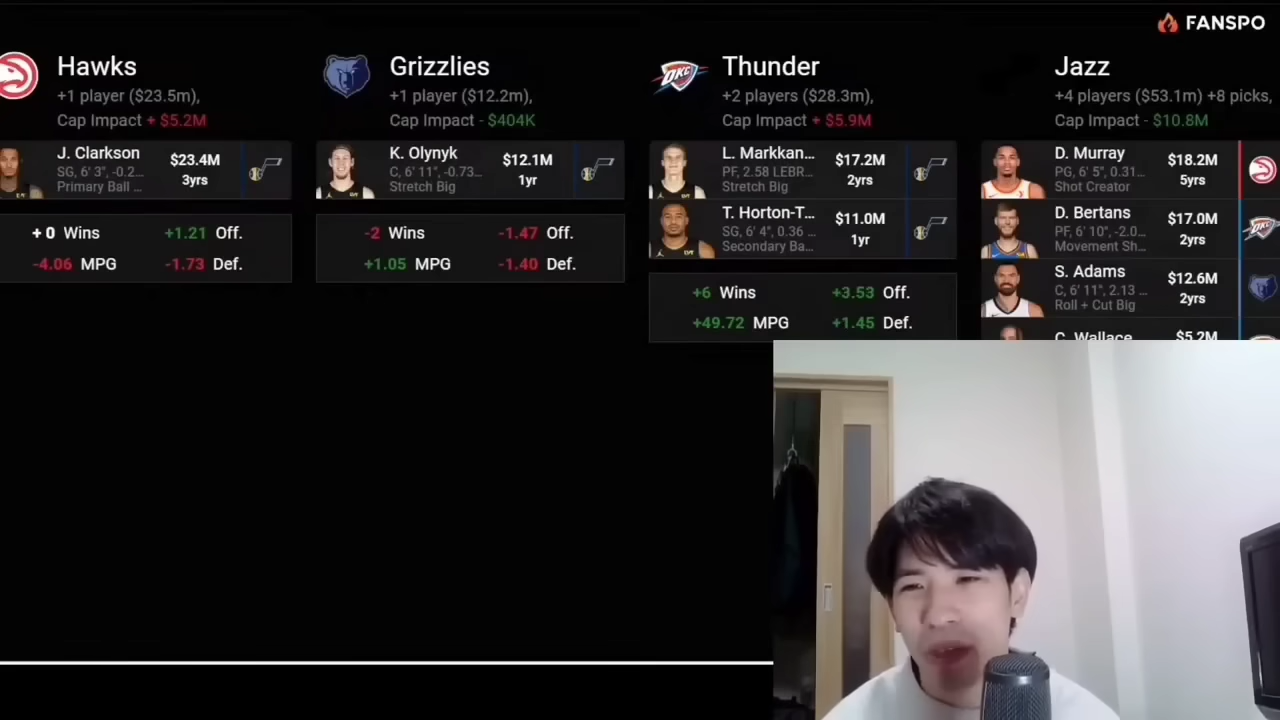 FANSPO
Hawks
+1 player ($23.5m),
Cap Impact + $5.2M
J. Clarkson
SG, 6' 3", -0.2...
Primary Ball ...
$23.4M
3yrs
+ 0 Wins
+1.21 Off.
-4.06 MPG
-1.73 Def.
Grizzlies
+1 player ($12.2m),
Cap Impact - $404K
K. Olynyk
C, 6' 11", -0.73...
Stretch Big
$12.1M
1yr
-2 Wins
-1.47 Off.
+1.05 MPG
-1.40 Def.
OKC
Thunder
+2 players ($28.3m),
Cap Impact + $5.9M
L. Markkan...
PF, 2.58 LEBR...
Stretch Big
$17.2M
2yrs
T. Horton-T...
SG, 6' 4", 0.36 ...
Secondary Ba...
$11.0M
1yr
+6 Wins
+3.53 Off.
+49.72 MPG
+1.45 Def.
Jazz
+4 players ($53.1m) +8 picks,
Cap Impact - $10.8M
D. Murray
PG, 6' 5", 0.31...
Shot Creator
$18.2M
5yrs
D. Bertans
PF, 6' 10", -2.0...
Movement Sh...
$17.0M
2yrs
OKC
S. Adams
C, 6' 11", 2.13 ...
Roll + Cut Big
$12.6M
2yrs
C. Wallace
$5.2M